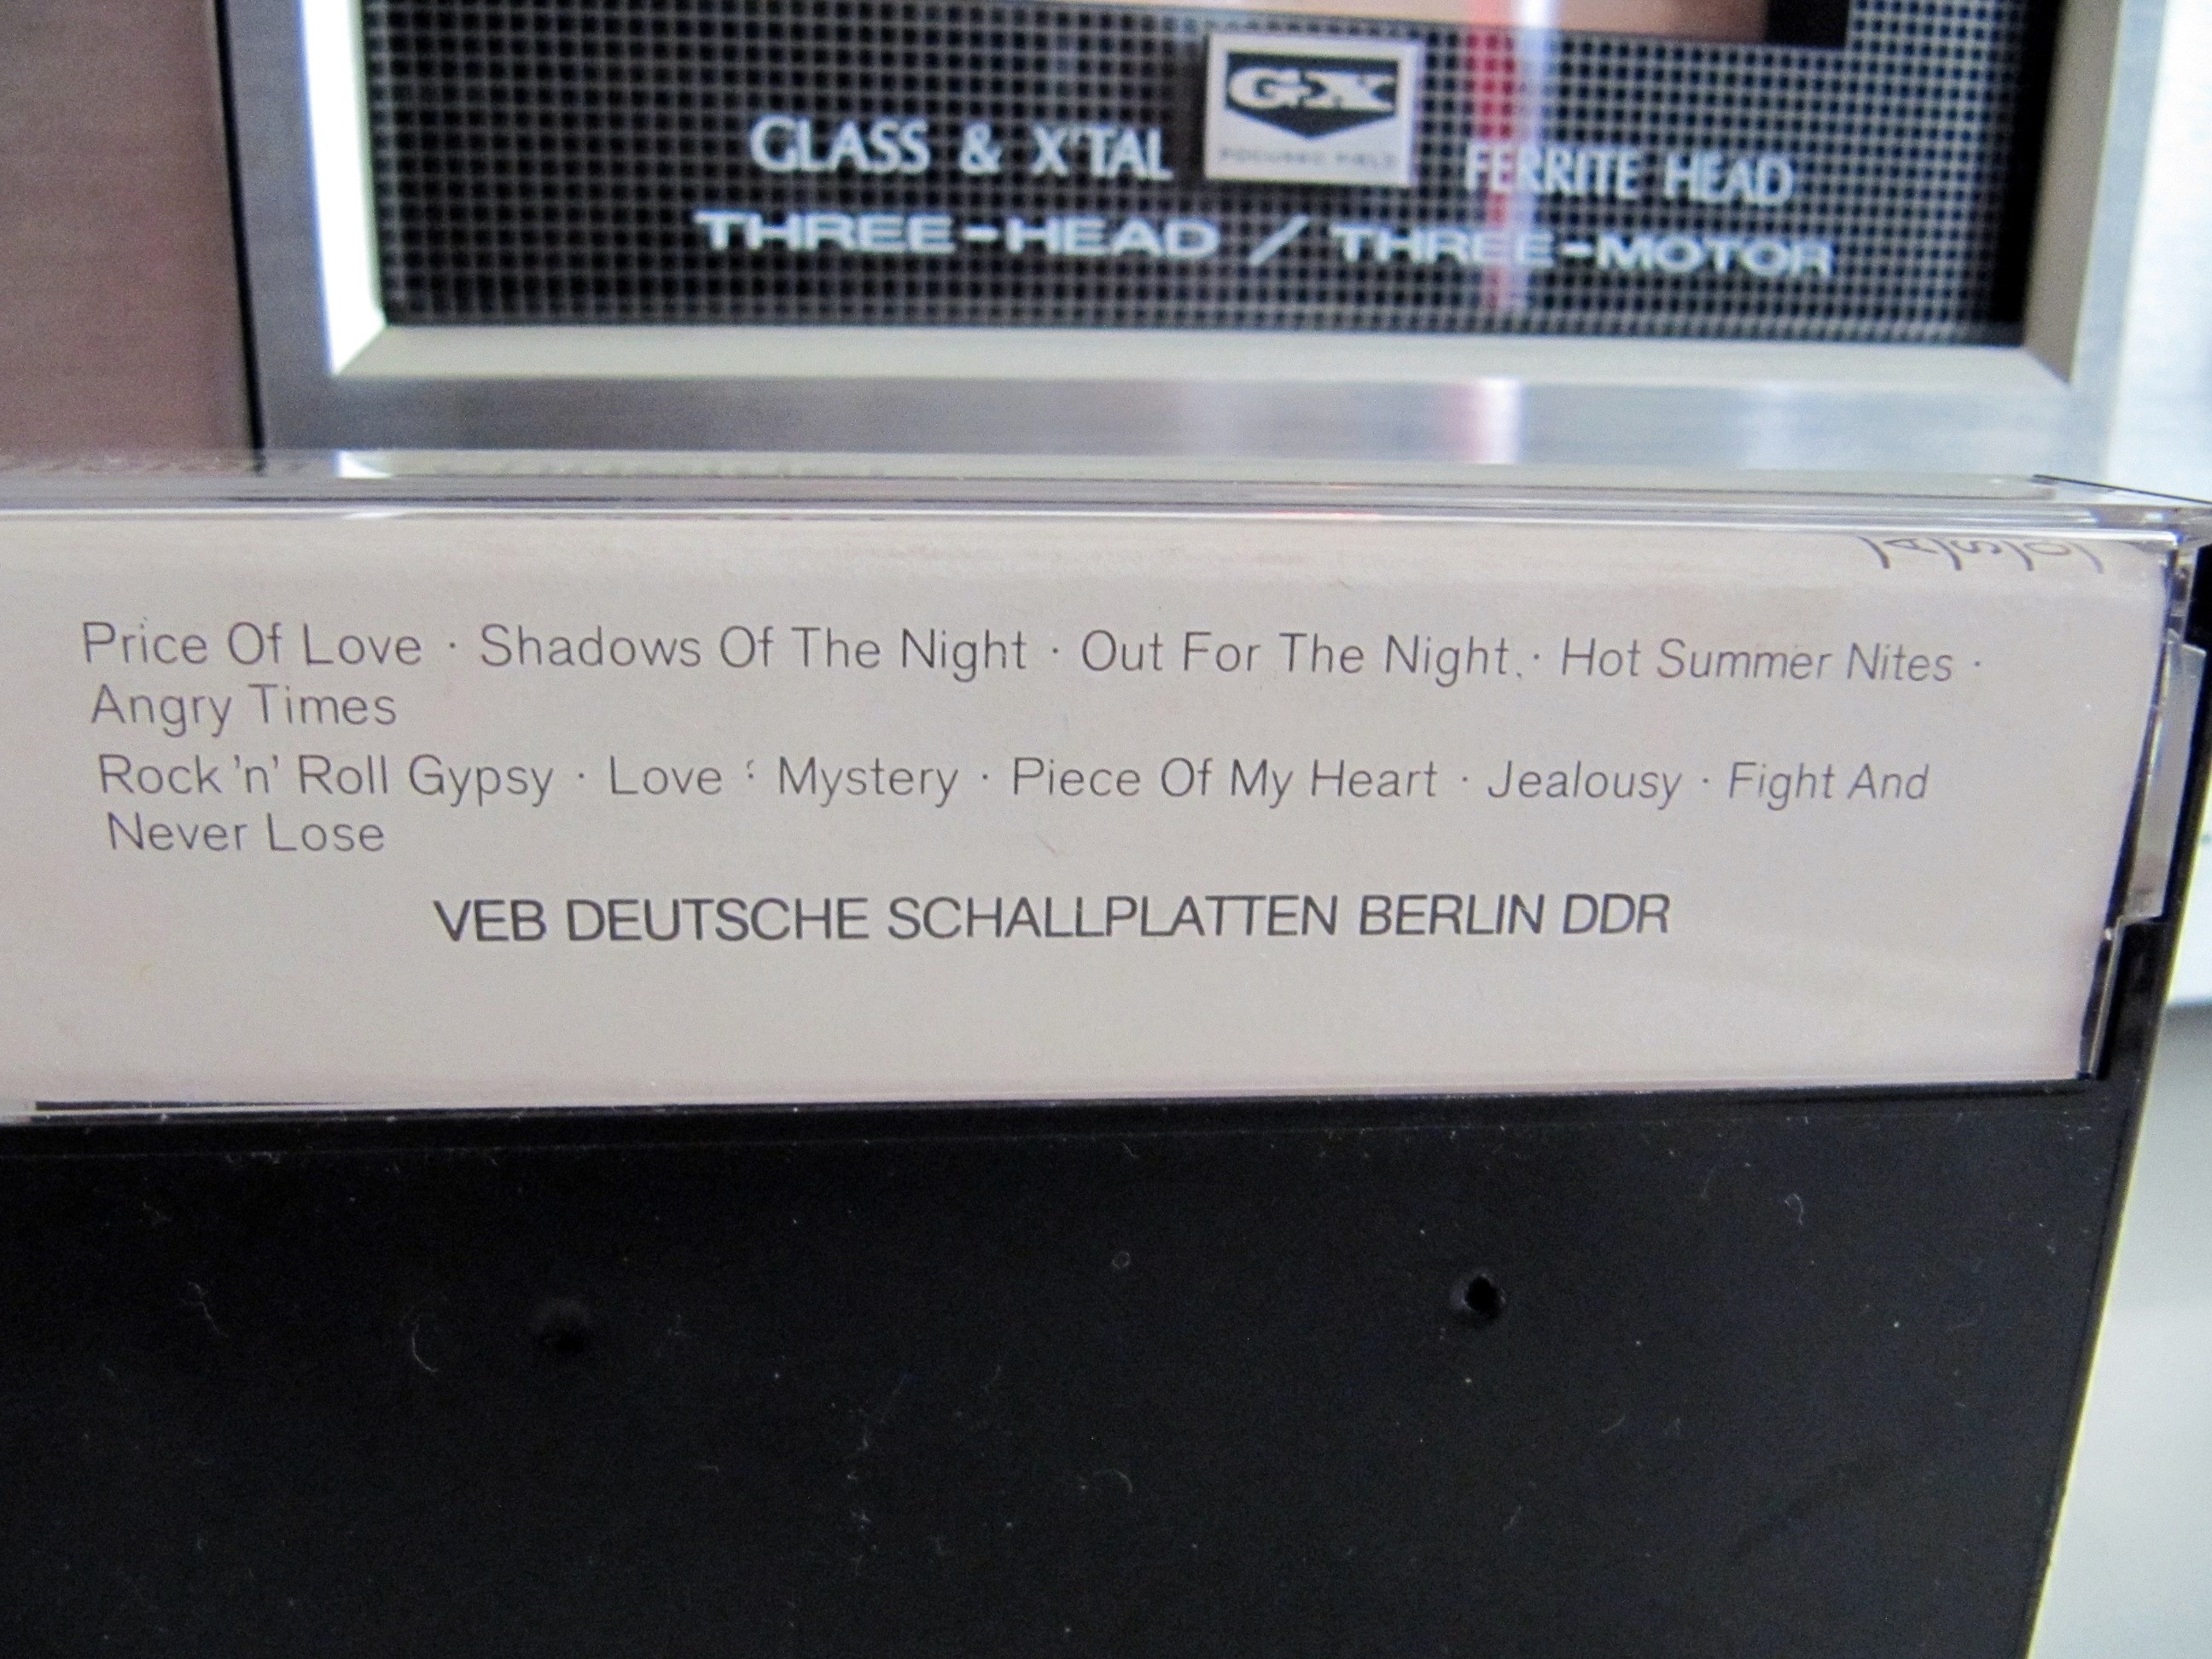 GX
GLASS & X'TAL FERRITE HEAD
THREE-HEAD / THREE-MOTOR
Price Of Love · Shadows Of The Night · Out For The Night · Hot Summer Nites ·
Angry Times
Rock 'n' Roll Gypsy · Love · Mystery · Piece Of My Heart · Jealousy · Fight And
Never Lose
VEB DEUTSCHE SCHALLPLATTEN BERLIN DDR